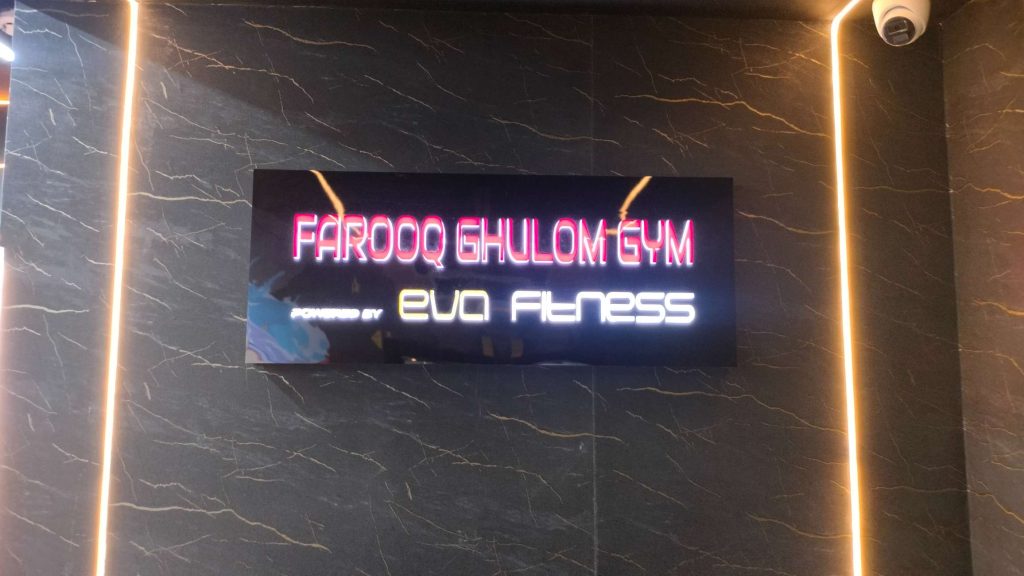 FAROOQ GHULOM GYM
POWERED BY eva Fitness